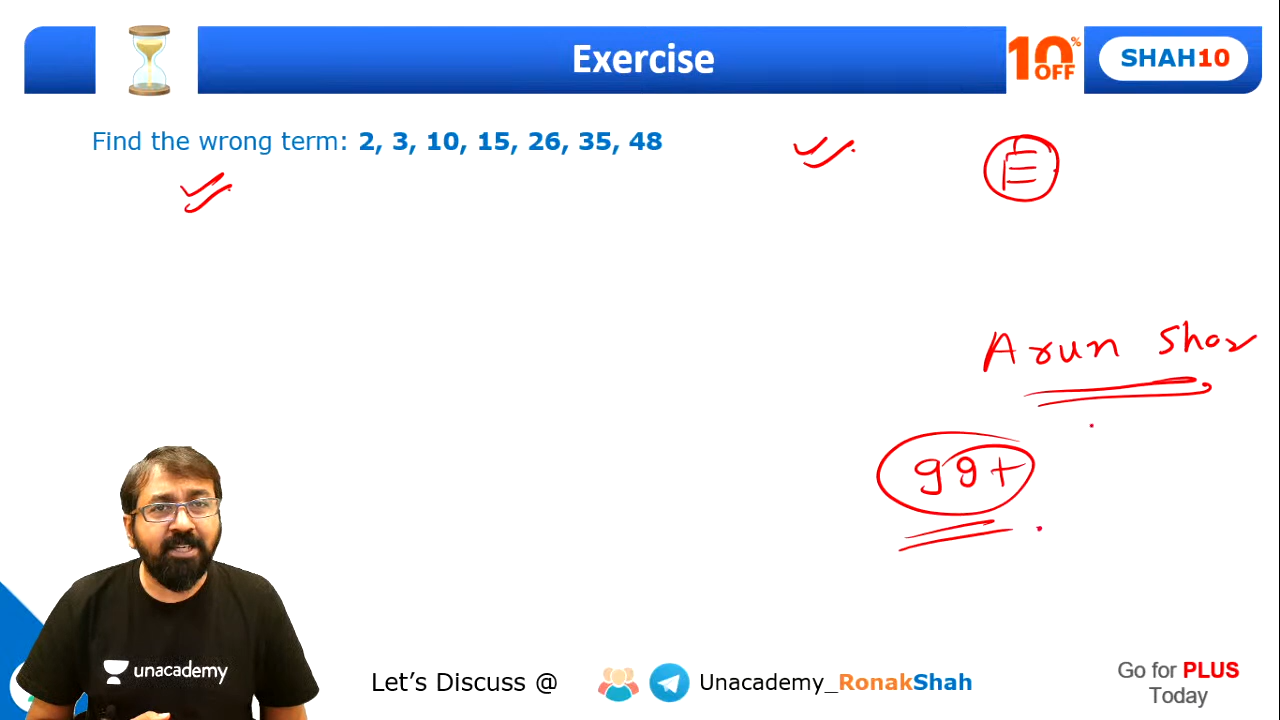 Exercise
10% OFF
SHAH10
Find the wrong term: 2, 3, 10, 15, 26, 35, 48
E
Arun
99+
unacademy
Let's Discuss @ Unacademy_RonakShah
Go for PLUS
Today